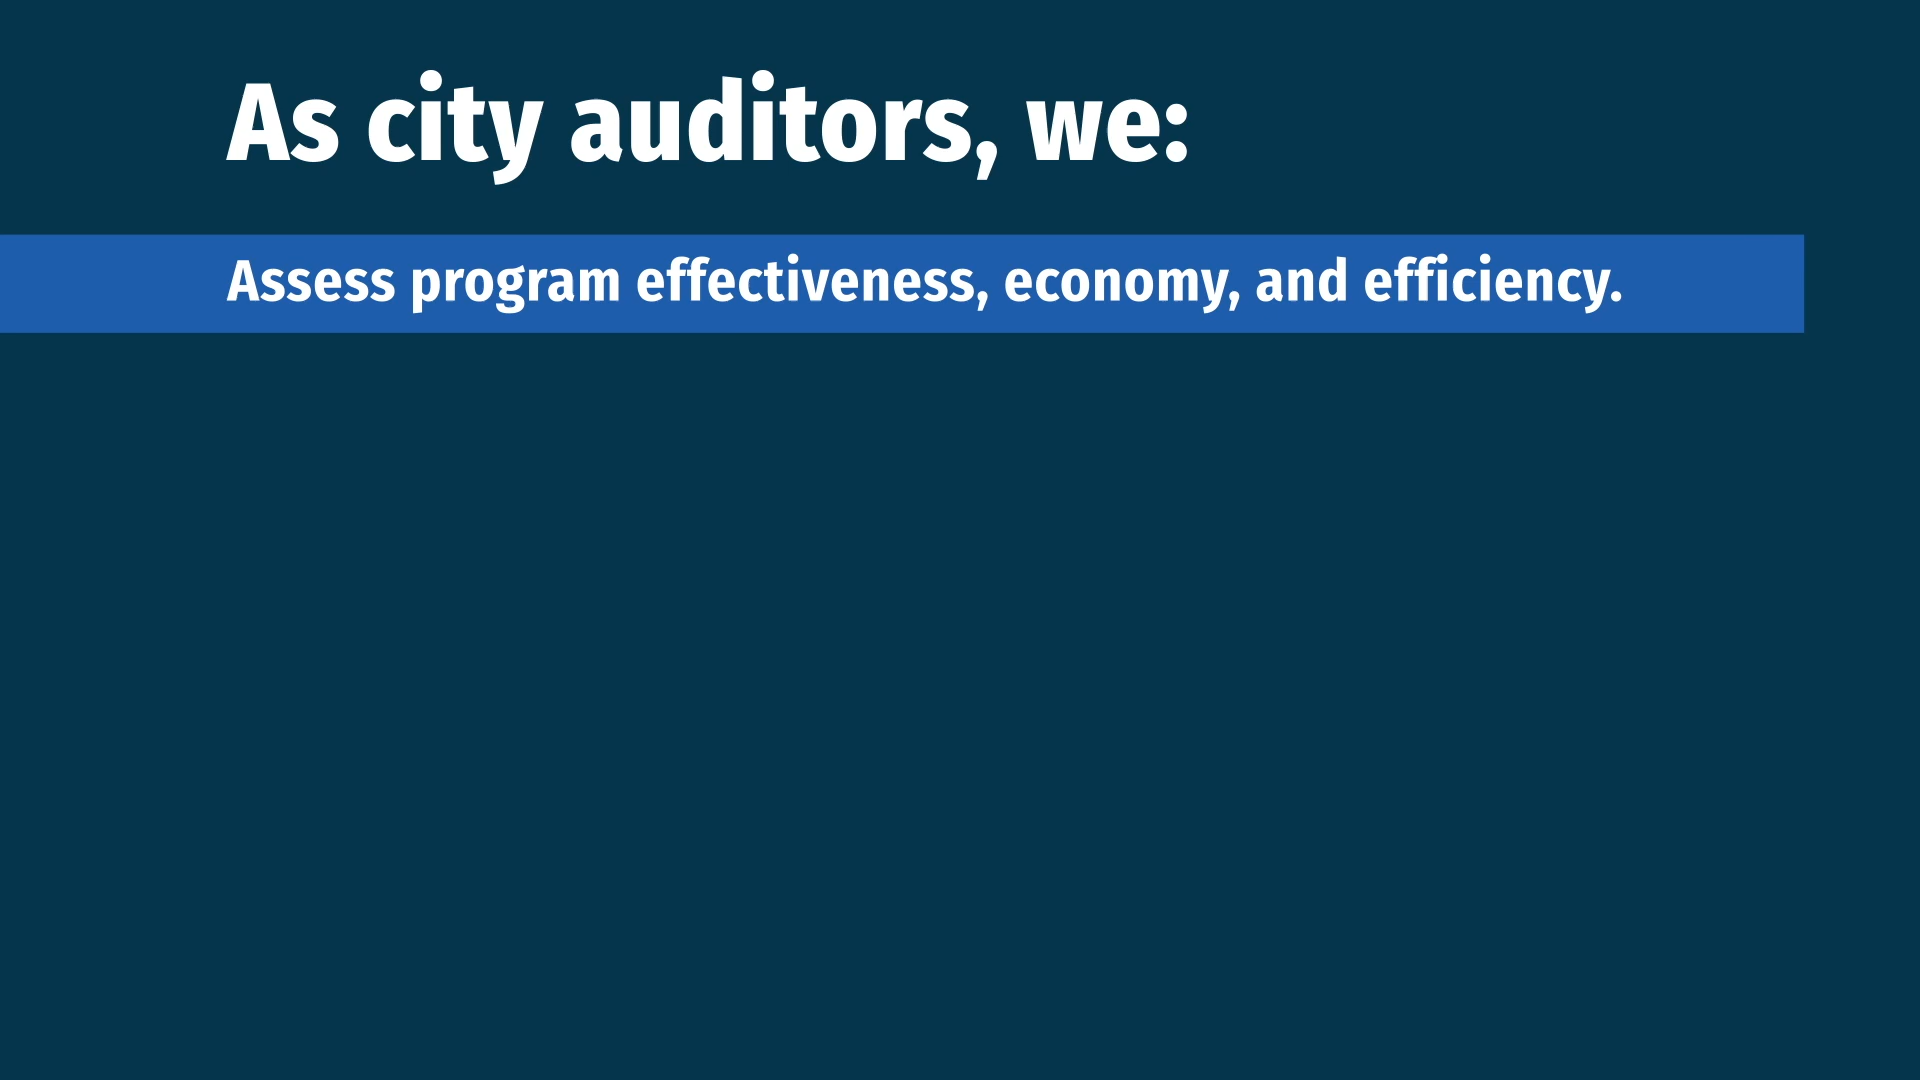 As city auditors, we:
Assess program effectiveness, economy, and efficiency.